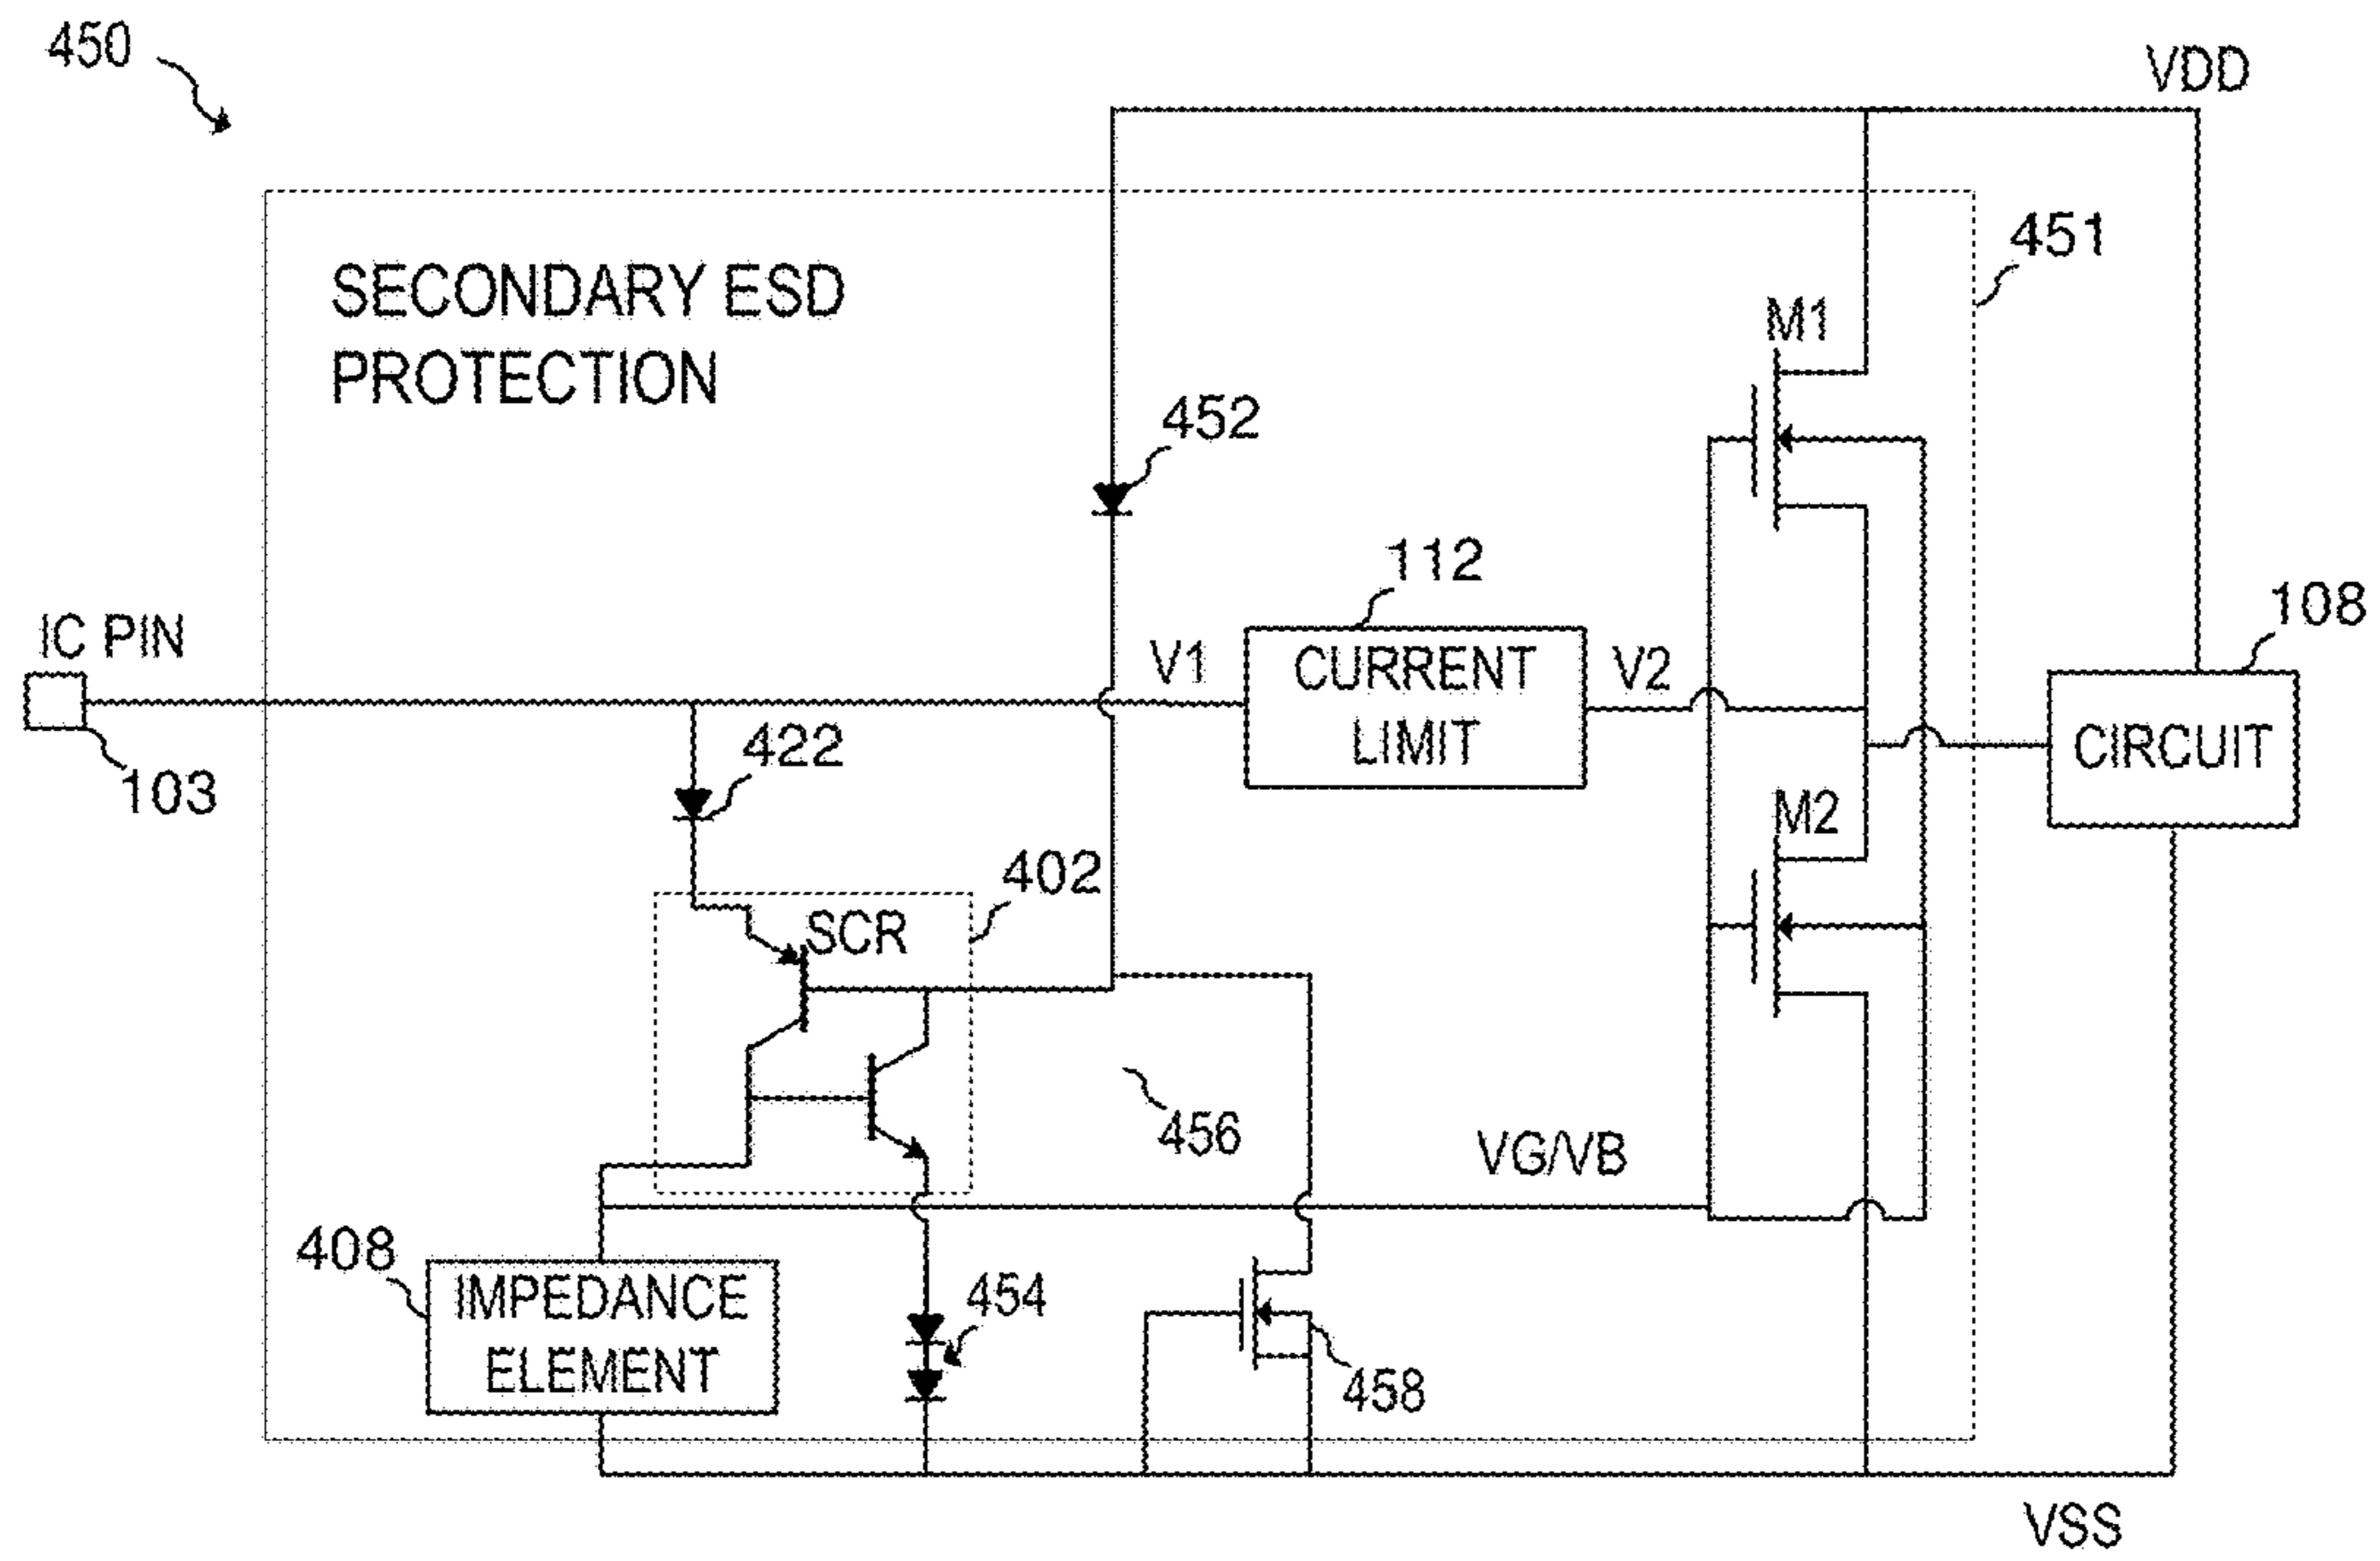 450
VDD
SECONDARY ESD
PROTECTION
451
M1
452
112
IC PIN
V1
CURRENT
LIMIT
V2
108
CIRCUIT
103
422
M2
402
SCR
456
VG/VB
408
IMPEDANCE
ELEMENT
454
458
VSS